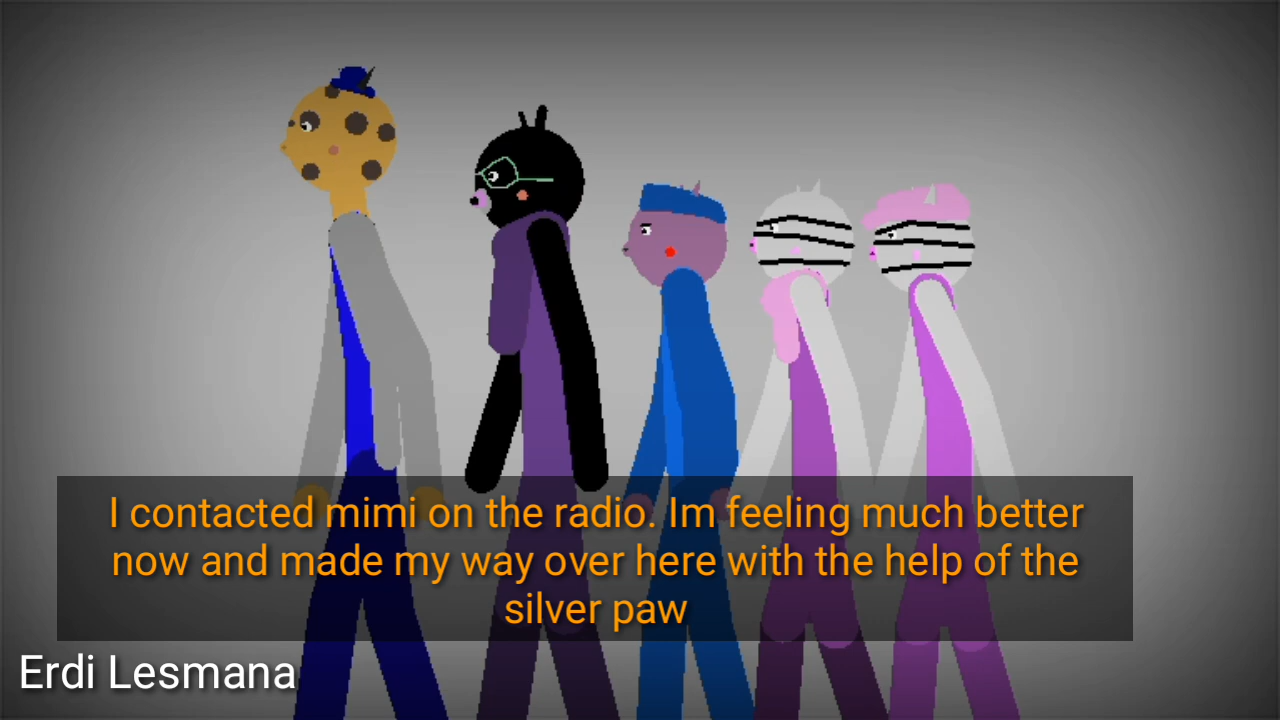 I contacted mimi on the radio. Im feeling much better
now and made my way over here with the help of the
silver paw
Erdi Lesmana